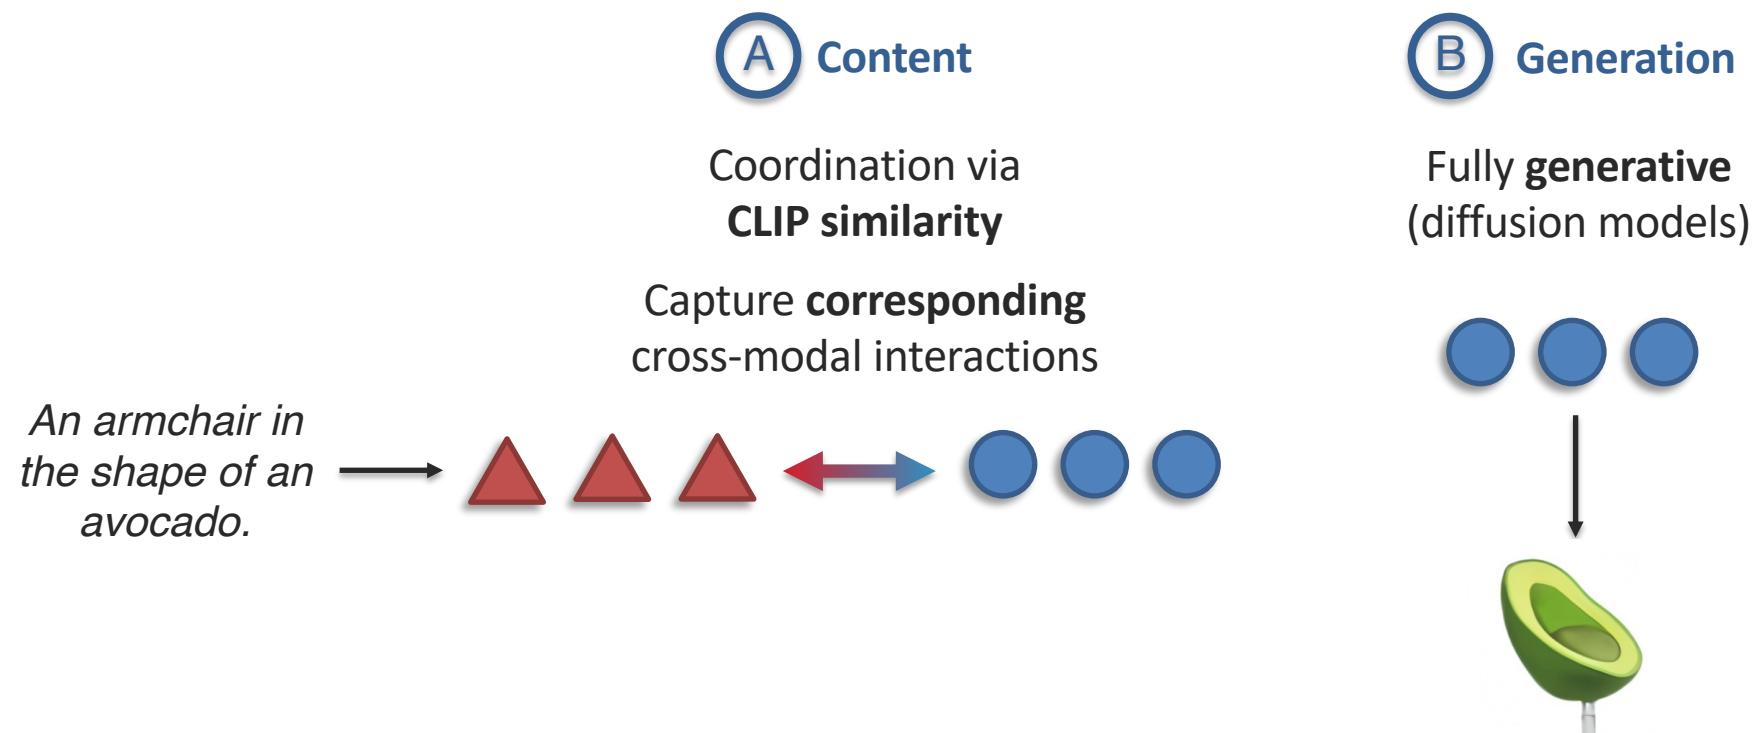 A Content
Coordination via
CLIP similarity
Capture corresponding
cross-modal interactions
An armchair in
the shape of an
avocado.
B Generation
Fully generative
(diffusion models)